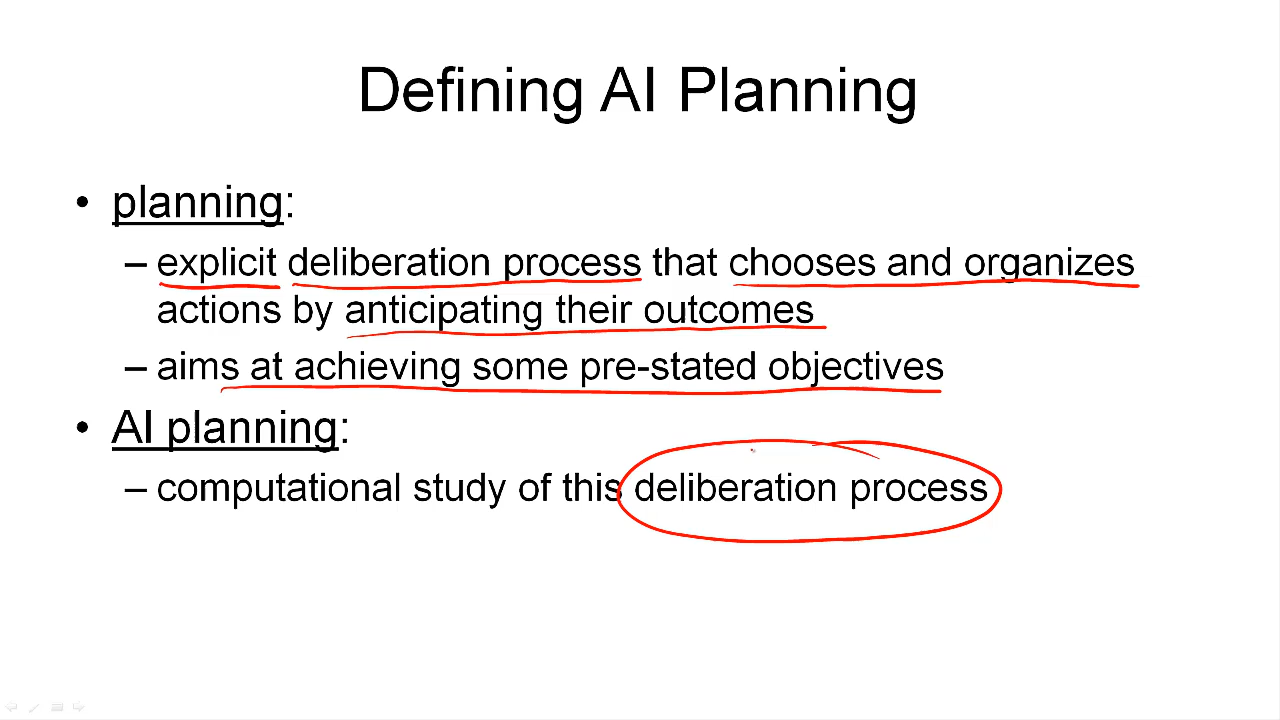 Defining AI Planning
• planning:
– explicit deliberation process that chooses and organizes
actions by anticipating their outcomes
– aims at achieving some pre-stated objectives
• AI planning:
– computational study of this deliberation process